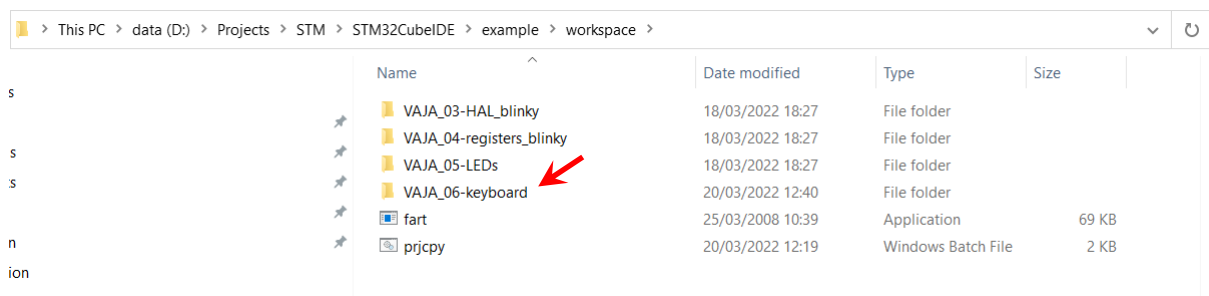 This PC > data (D:) > Projects > STM > STM32CubeIDE > example > workspace >
Name Date modified Type Size
s
VAJA_03-HAL_blinky 18/03/2022 18:27 File folder
VAJA_04-registers_blinky 18/03/2022 18:27 File folder
s
VAJA_05-LEDs 18/03/2022 18:27 File folder
VAJA_06-keyboard 20/03/2022 12:40 File folder
fart 25/03/2008 10:39 Application 69 KB
n
prjcpy 20/03/2022 12:19 Windows Batch File 2 KB
ion